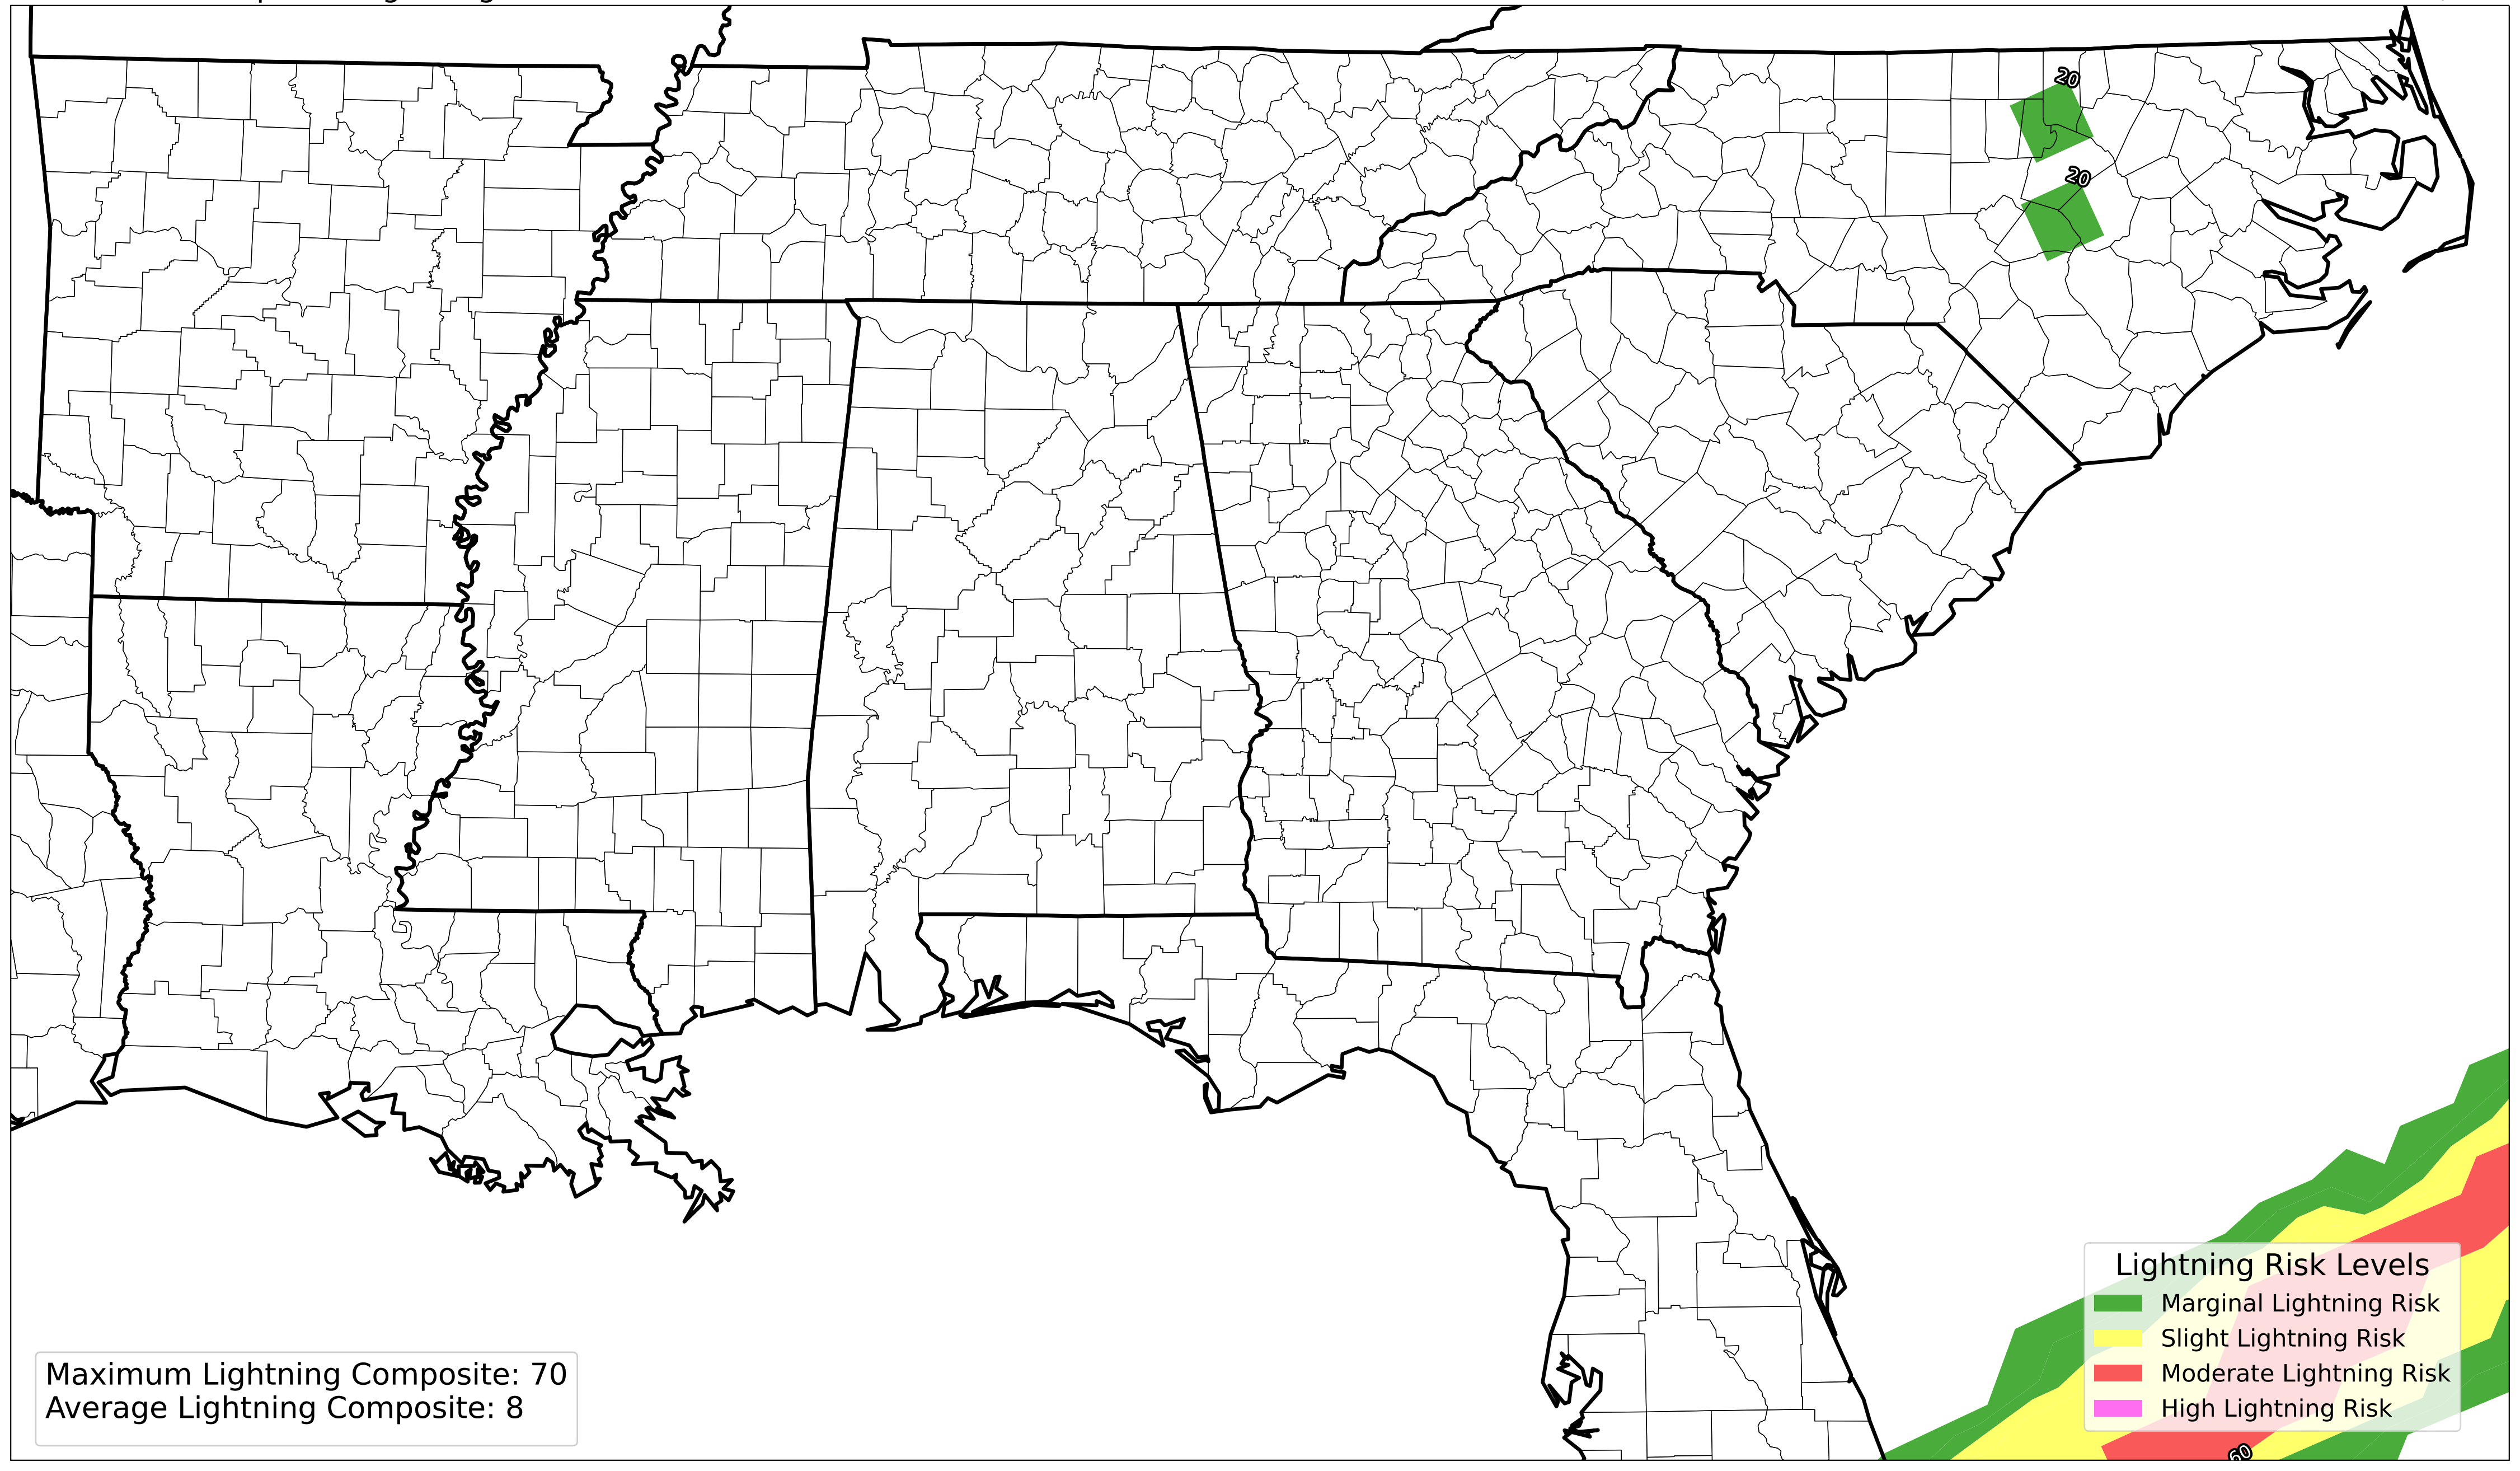 20
20
Lightning Risk Levels
Marginal Lightning Risk
Slight Lightning Risk
Moderate Lightning Risk
High Lightning Risk
Maximum Lightning Composite: 70
Average Lightning Composite: 8
60